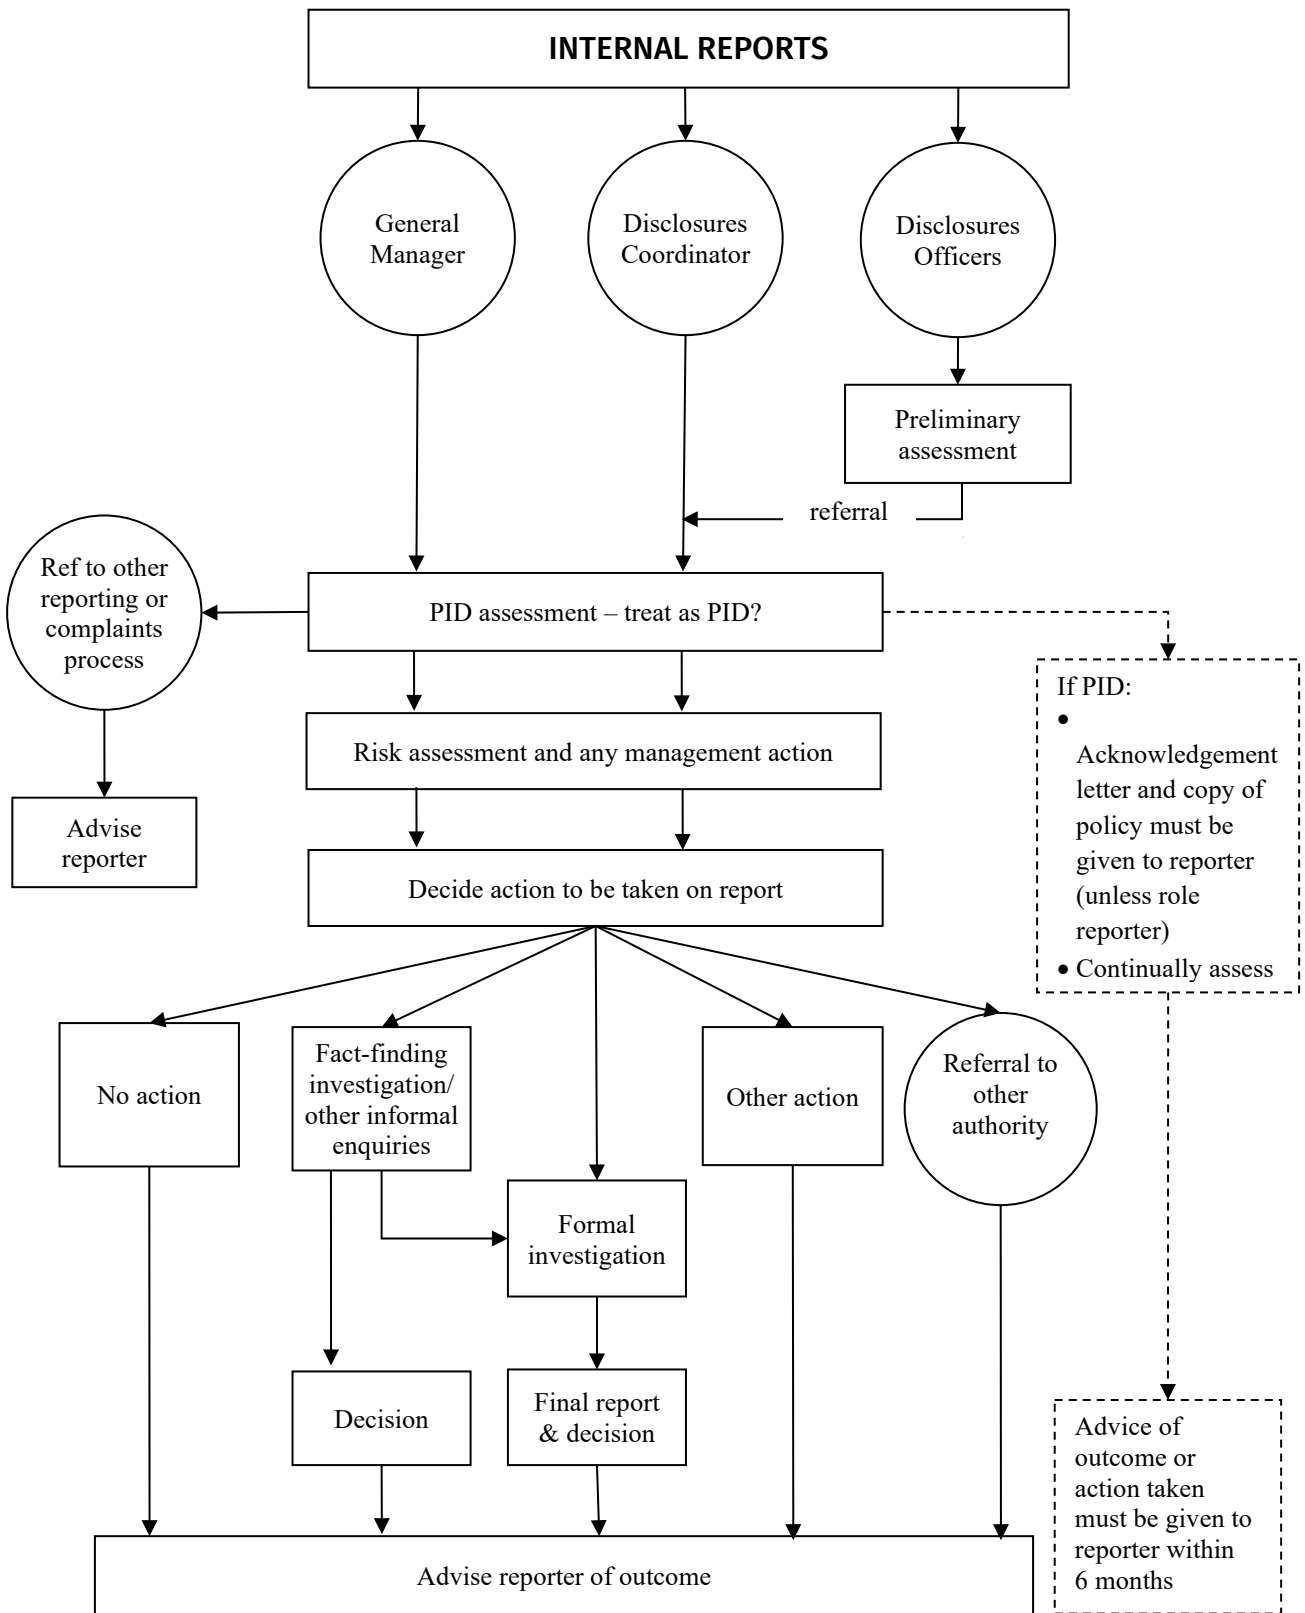 INTERNAL REPORTS
General
Manager
Disclosures
Coordinator
Disclosures
Officers
Preliminary
assessment
referral
Ref to other
reporting or
complaints
process
PID assessment – treat as PID?
If PID:
•
Acknowledgement
letter and copy of
policy must be
given to reporter
(unless role
reporter)
• Continually assess
Risk assessment and any management action
Advise
reporter
Decide action to be taken on report
No action
Fact-finding
investigation/
other informal
enquiries
Other action
Referral to
other
authority
Formal
investigation
Decision
Final report
& decision
Advice of
outcome or
action taken
must be given to
reporter within
6 months
Advise reporter of outcome